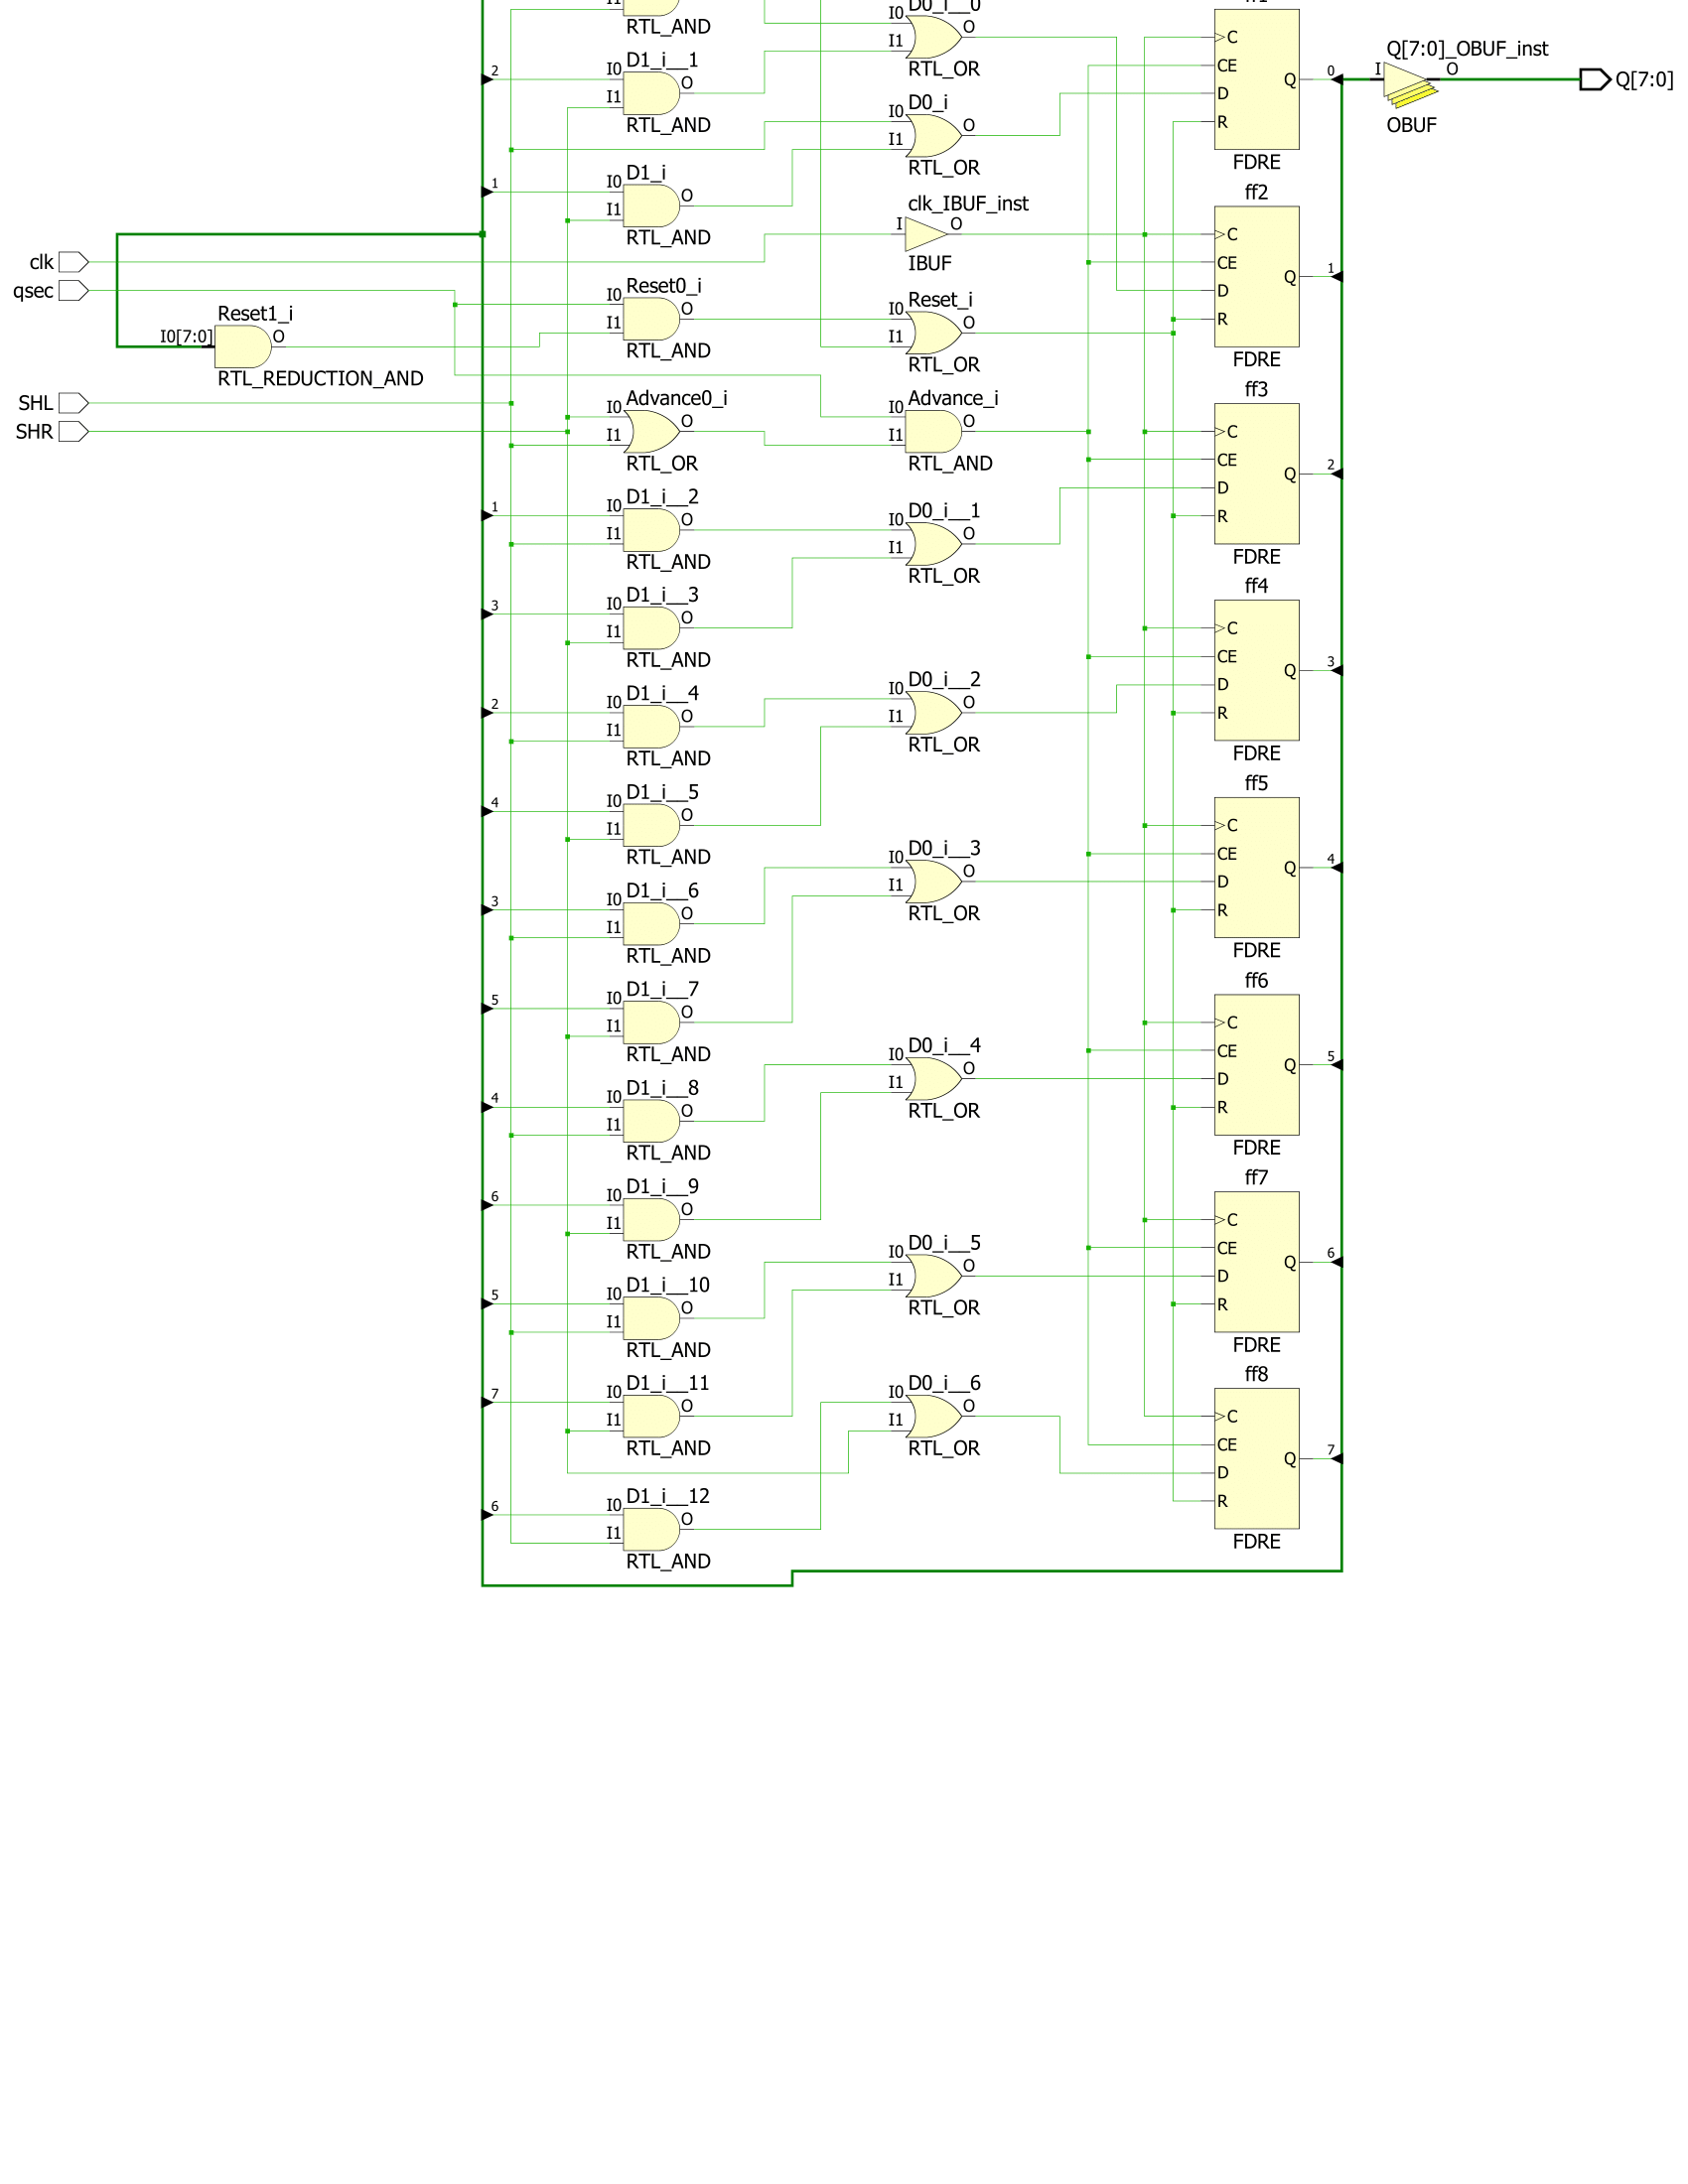 I1
RTL_AND
D0_i__0
I0
I1
O
RTL_OR
ff1
C
CE
D
R
Q
0
FDRE
Q[7:0]_OBUF_inst
I
O
OBUF
Q[7:0]
2
D1_i__1
I0
I1
O
RTL_AND
D0_i
I0
I1
O
RTL_OR
1
D1_i
I0
I1
O
RTL_AND
clk_IBUF_inst
I
O
IBUF
ff2
C
CE
D
R
Q
1
FDRE
clk
qsec
Reset1_i
I0[7:0]
O
RTL_REDUCTION_AND
Reset0_i
I0
I1
O
RTL_AND
Reset_i
I0
I1
O
RTL_OR
SHL
SHR
Advance0_i
I0
I1
O
RTL_OR
Advance_i
I0
I1
O
RTL_AND
ff3
C
CE
D
R
Q
2
FDRE
1
D1_i__2
I0
I1
O
RTL_AND
D0_i__1
I0
I1
O
RTL_OR
3
D1_i__3
I0
I1
O
RTL_AND
ff4
C
CE
D
R
Q
3
FDRE
2
D1_i__4
I0
I1
O
RTL_AND
D0_i__2
I0
I1
O
RTL_OR
4
D1_i__5
I0
I1
O
RTL_AND
ff5
C
CE
D
R
Q
4
FDRE
3
D1_i__6
I0
I1
O
RTL_AND
D0_i__3
I0
I1
O
RTL_OR
5
D1_i__7
I0
I1
O
RTL_AND
ff6
C
CE
D
R
Q
5
FDRE
4
D1_i__8
I0
I1
O
RTL_AND
D0_i__4
I0
I1
O
RTL_OR
6
D1_i__9
I0
I1
O
RTL_AND
ff7
C
CE
D
R
Q
6
FDRE
5
D1_i__10
I0
I1
O
RTL_AND
D0_i__5
I0
I1
O
RTL_OR
7
D1_i__11
I0
I1
O
RTL_AND
D0_i__6
I0
I1
O
RTL_OR
ff8
C
CE
D
R
Q
7
FDRE
6
D1_i__12
I0
I1
O
RTL_AND